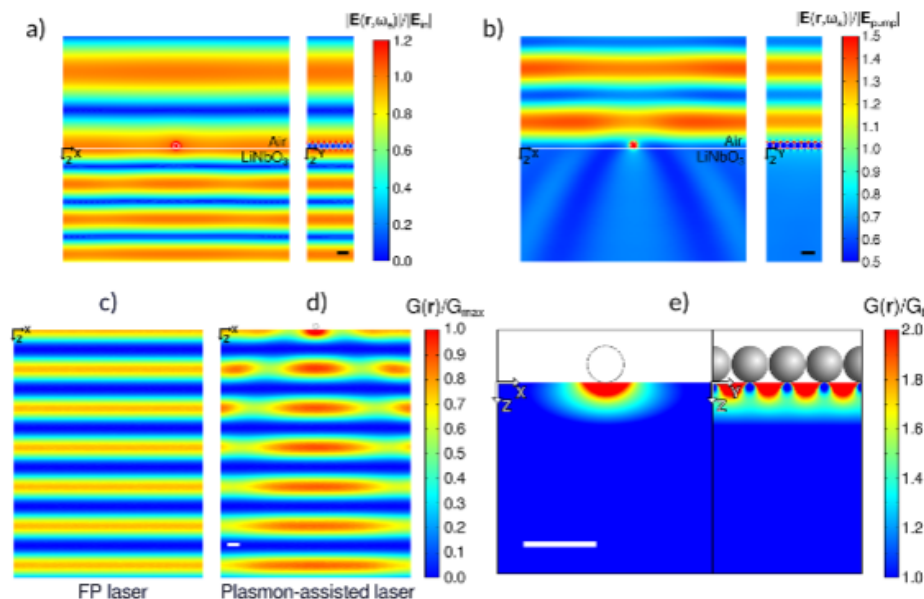 a)
|E(r,ωs)|/|Ein|
1.2
1.0
0.8
0.6
0.4
0.2
0.0
Air
LiNbO3
X
Z
Y
Z
b)
|E(r,ωs)|/|Epump|
1.5
1.4
1.3
1.2
1.1
1.0
0.9
0.8
0.7
0.6
0.5
Air
LiNbO3
X
Z
Y
Z
c)
X
Z
FP laser
d)
X
Z
Plasmon-assisted laser
G(r)/Gmax
1.0
0.9
0.8
0.7
0.6
0.5
0.4
0.3
0.2
0.1
0.0
e)
X
Z
Y
Z
G(r)/G
2.0
1.8
1.6
1.4
1.2
1.0